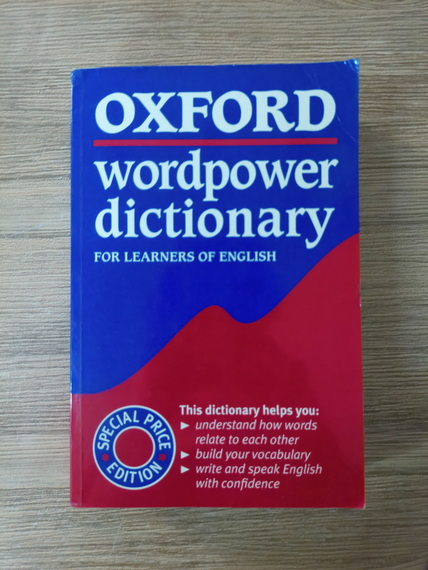 OXFORD
wordpower
dictionary
FOR LEARNERS OF ENGLISH
SPECIAL PRICE
EDITION
This dictionary helps you:
► understand how words
relate to each other
► build your vocabulary
► write and speak English
with confidence